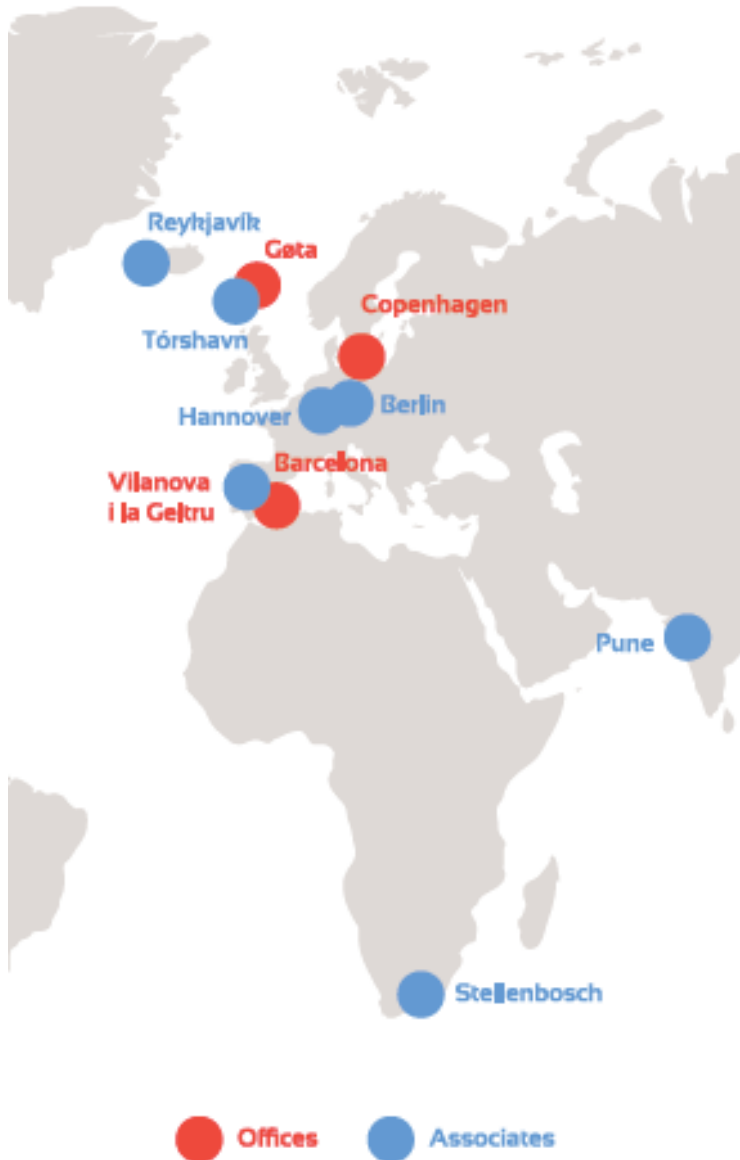 Reykjavík
Gøta
Copenhagen
Tórshavn
Hannover
Berlin
Barcelona
Vilanova
i la Geltru
Pune
Stellenbosch
Offices
Associates